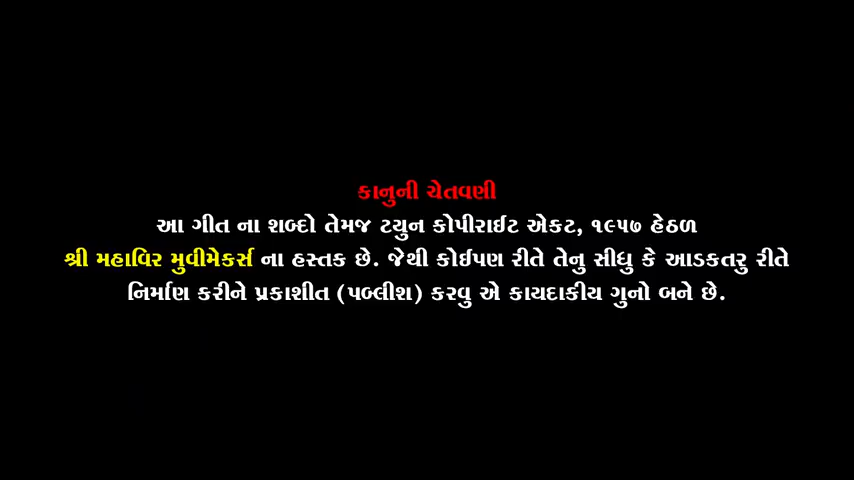 કાનુની ચેતવણી
આ ગીત ના શબ્દો તેમજ ટયુન કોપીરાઈટ એકટ, ૧૯૫૭ હેઠળ
શ્રી મહાવિર મુવીમેકર્સ ના હસ્તક છે. જેથી કોઈપણ રીતે તેનુ સીધુ કે આડકતરુ રીતે
નિર્માણ કરીને પ્રકાશીત (પબ્લીશ) કરવુ એ કાયદાકીય ગુનો બને છે.